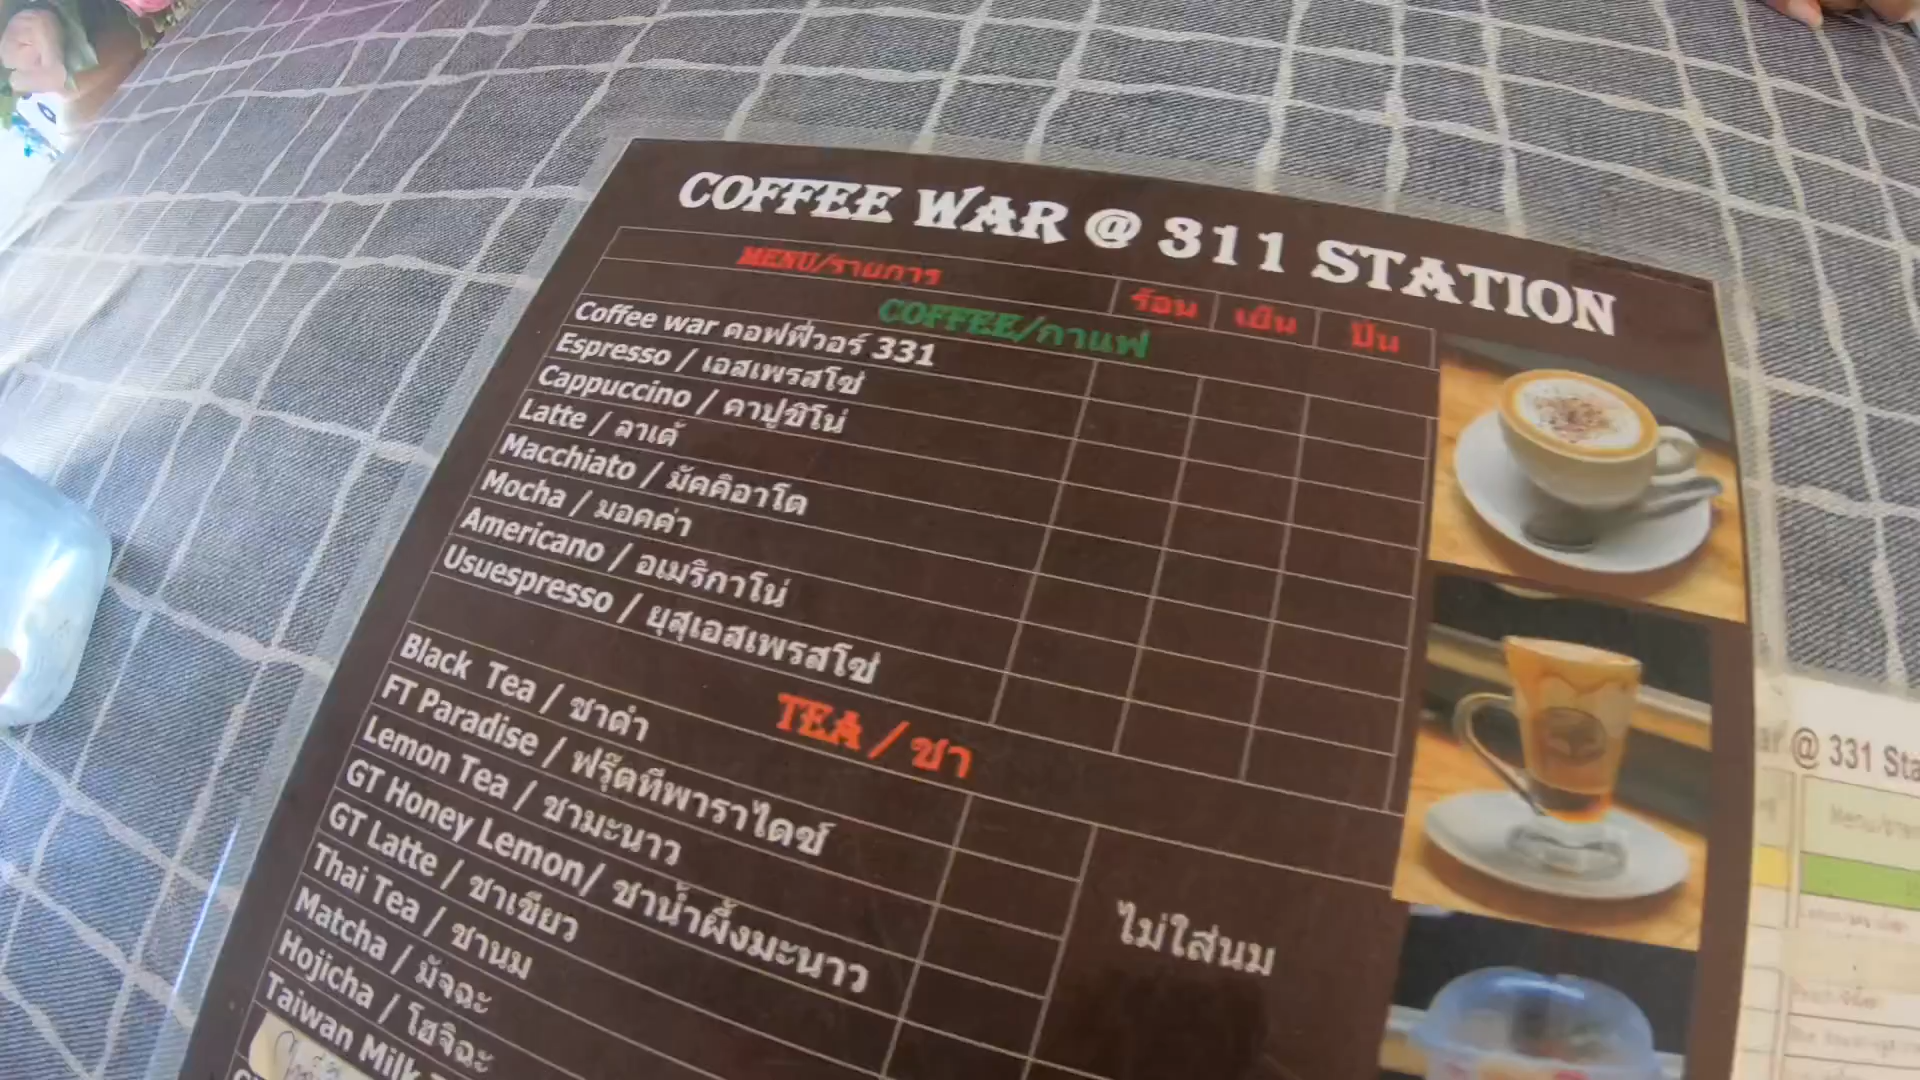 COFFEE WAR @ 311 STATION
MENU/รายการ
ร้อน
เย็น
ปั่น
COFFEE/กาแฟ
Coffee war คอฟฟี่วอร์ 331
Espresso / เอสเพรสโซ่
Cappuccino / คาปูชิโน่
Latte / ลาเต้
Macchiato / มัคคิอาโต
Mocha / มอคค่า
Americano / อเมริกาโน่
Usuespresso / ยุสุเอสเพรสโซ่
TEA / ชา
Black Tea / ชาดำ
FT Paradise / ฟรุ๊ตทีพาราไดซ์
Lemon Tea / ชามะนาว
GT Honey Lemon/ ชาน้ำผึ้งมะนาว
GT Latte / ชาเขียว
Thai Tea / ชานม
Matcha / มัจฉะ
Hojicha / โฮจิฉะ
Taiwan Milk
ไม่ใส่นม
@ 331 Sta